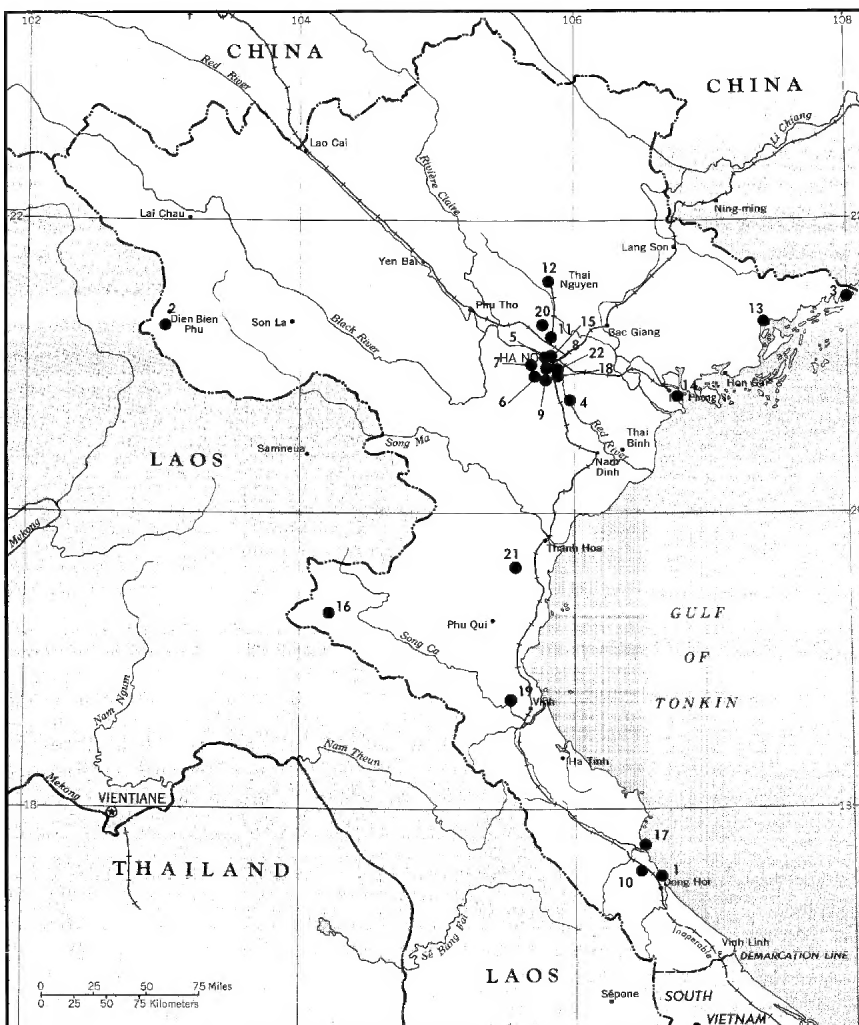 102
104
106
108
CHINA
CHINA
Red River
Lao Cai
Rivière Claire
Li Chiang
Lai Chau
22
Ning-ming
Lang Son
Yen Bai
12
Thai
Nguyen
3
2
Dien Bien
Phu
Son La
Black River
Phu Tho
20
11
15
Bac Giang
13
5
8
HA NOI
7
22
18
6
9
4
14
Hon Gai
Hai Phong
Red River
Thai
Binh
Nam
Dinh
LAOS
Samneua
Song Ma
20
Mekong
Thanh Hoa
21
16
Phu Qui
Song Ca
GULF
OF
TONKIN
19
Vinh
Nam Ngum
Nam Theun
Ha Tinh
Mekong
VIENTIANE
18
THAILAND
17
10
1
Dong Hoi
Se Bang Fai
Inoperable
Vinh Linh
DEMARCATION LINE
LAOS
0 25 50 75 Miles
0 25 50 75 Kilometers
Sépone
SOUTH
VIETNAM